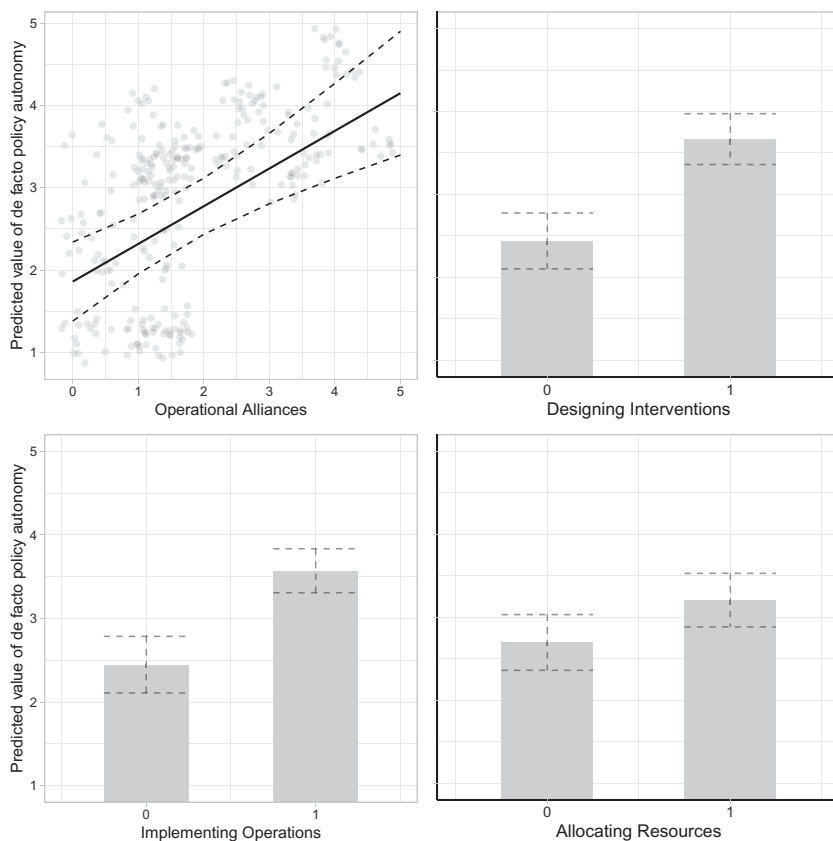 Predicted value of de facto policy autonomy
5
4
3
2
1
0 1 2 3 4 5
Operational Alliances
0 1
Designing Interventions
Predicted value of de facto policy autonomy
5
4
3
2
1
0 1
Implementing Operations
0 1
Allocating Resources